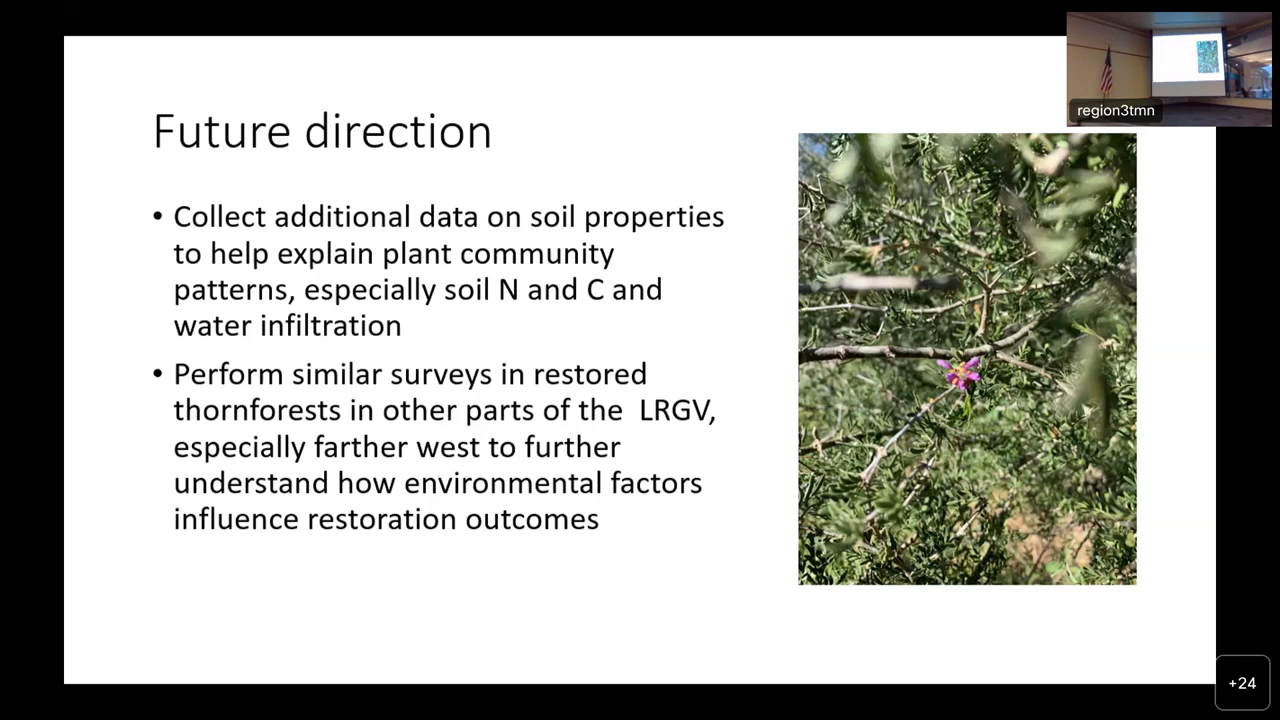 region3tmn
Future direction
• Collect additional data on soil properties
to help explain plant community
patterns, especially soil N and C and
water infiltration
• Perform similar surveys in restored
thornforests in other parts of the LRGV,
especially farther west to further
understand how environmental factors
influence restoration outcomes
+24